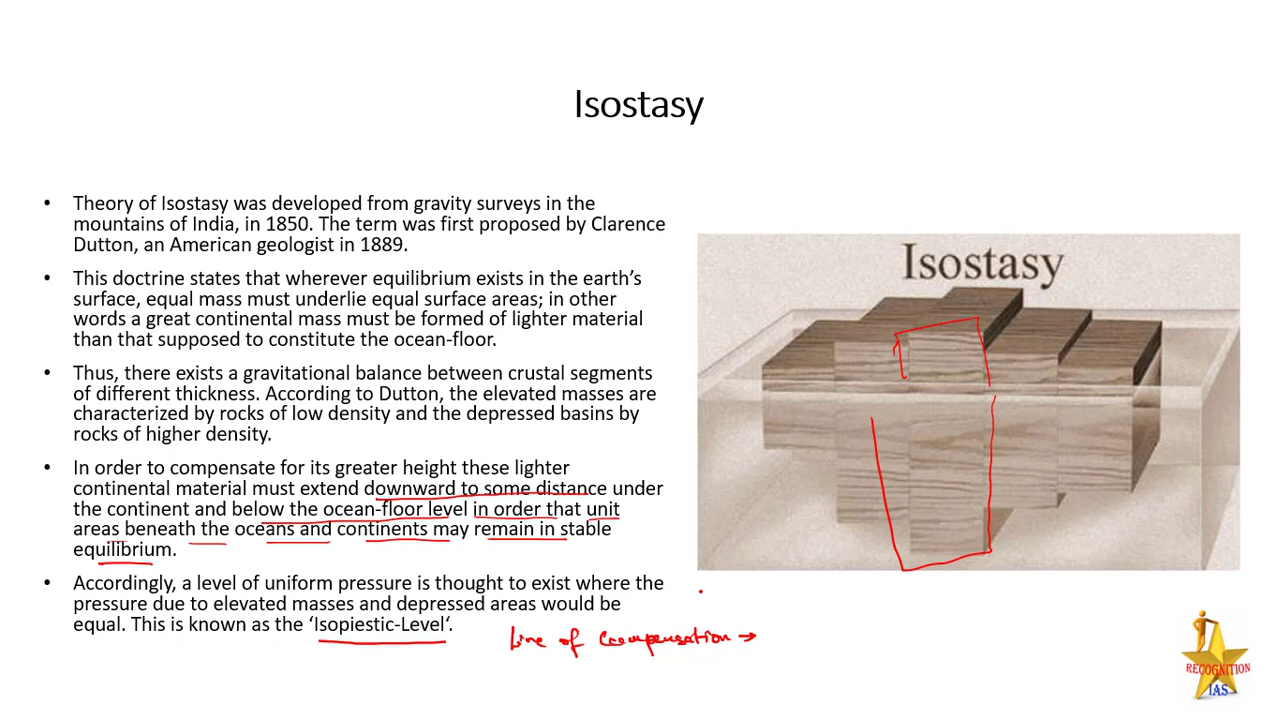 Isostasy
• Theory of Isostasy was developed from gravity surveys in the
mountains of India, in 1850. The term was first proposed by Clarence
Dutton, an American geologist in 1889.
• This doctrine states that wherever equilibrium exists in the earth's
surface, equal mass must underlie equal surface areas; in other
words a great continental mass must be formed of lighter material
than that supposed to constitute the ocean-floor.
• Thus, there exists a gravitational balance between crustal segments
of different thickness. According to Dutton, the elevated masses are
characterized by rocks of low density and the depressed basins by
rocks of higher density.
• In order to compensate for its greater height these lighter
continental material must extend downward to some distance under
the continent and below the ocean-floor level in order that unit
areas beneath the oceans and continents may remain in stable
equilibrium.
• Accordingly, a level of uniform pressure is thought to exist where the
pressure due to elevated masses and depressed areas would be
equal. This is known as the ‘Isopiestic-Level‘.
Line of Compensation →
Isostasy
RECOGNITION
IAS